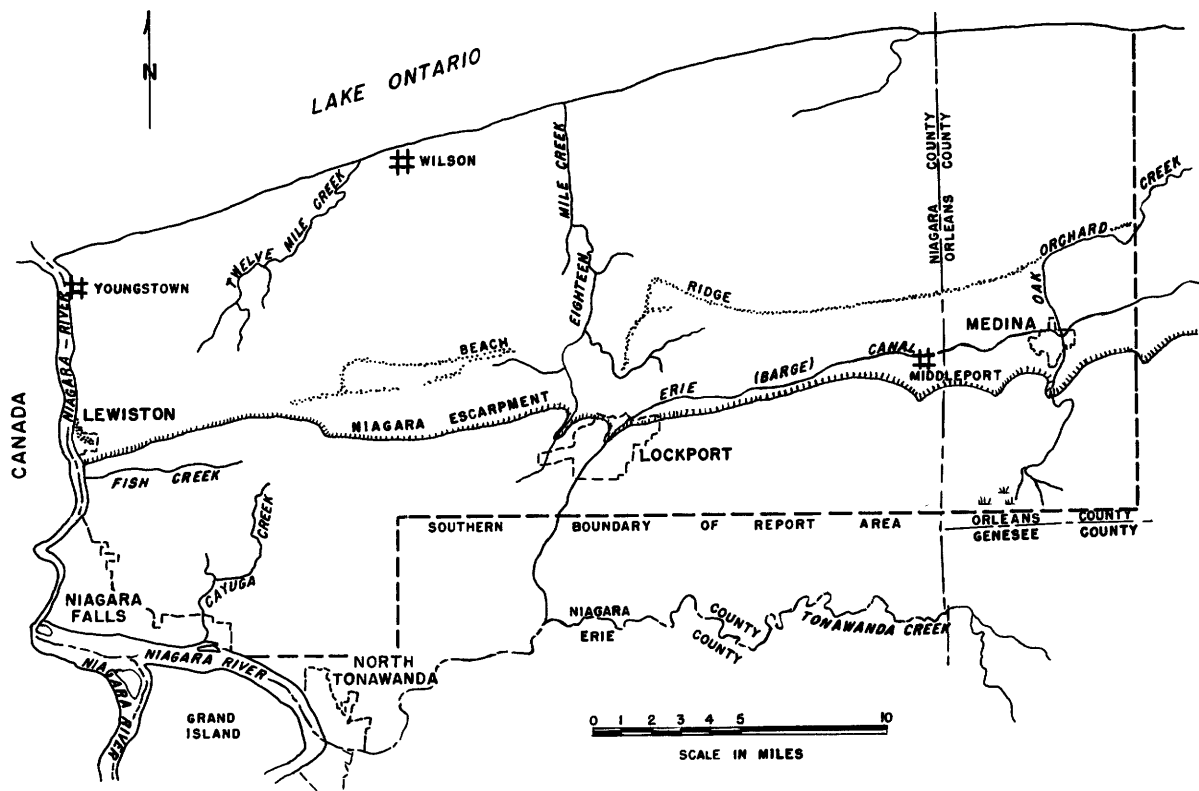 N
LAKE ONTARIO
WILSON
TWELVE MILE CREEK
EIGHTEEN MILE CREEK
NIAGARA COUNTY
ORLEANS COUNTY
OAK ORCHARD CREEK
YOUNGSTOWN
NIAGARA - RIVER
RIDGE
BEACH
MEDINA
ERIE (BARGE) CANAL
MIDDLEPORT
CANADA
LEWISTON
NIAGARA ESCARPMENT
LOCKPORT
FISH CREEK
CAYUGA CREEK
SOUTHERN BOUNDARY OF REPORT AREA
ORLEANS COUNTY
GENESEE COUNTY
NIAGARA FALLS
NIAGARA COUNTY
ERIE COUNTY
TONAWANDA CREEK
NIAGARA RIVER
NIAGARA RIVER
NORTH
TONAWANDA
GRAND
ISLAND
0 1 2 3 4 5 10
SCALE IN MILES